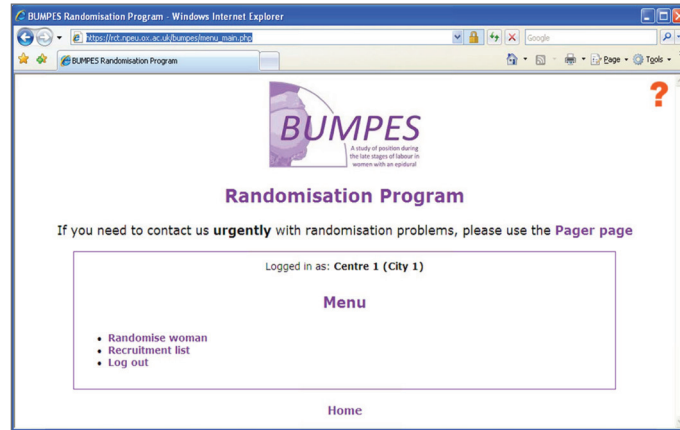 BUMPES Randomisation Program - Windows Internet Explorer
https://rct.npeu.ox.ac.uk/bumpes/menu_main.php
Google
BUMPES Randomisation Program
Page
Tools
?
BUMPES
A study of position during
the late stages of labour in
women with an epidural
Randomisation Program
If you need to contact us urgently with randomisation problems, please use the Pager page
Logged in as: Centre 1 (City 1)
Menu
• Randomise woman
• Recruitment list
• Log out
Home